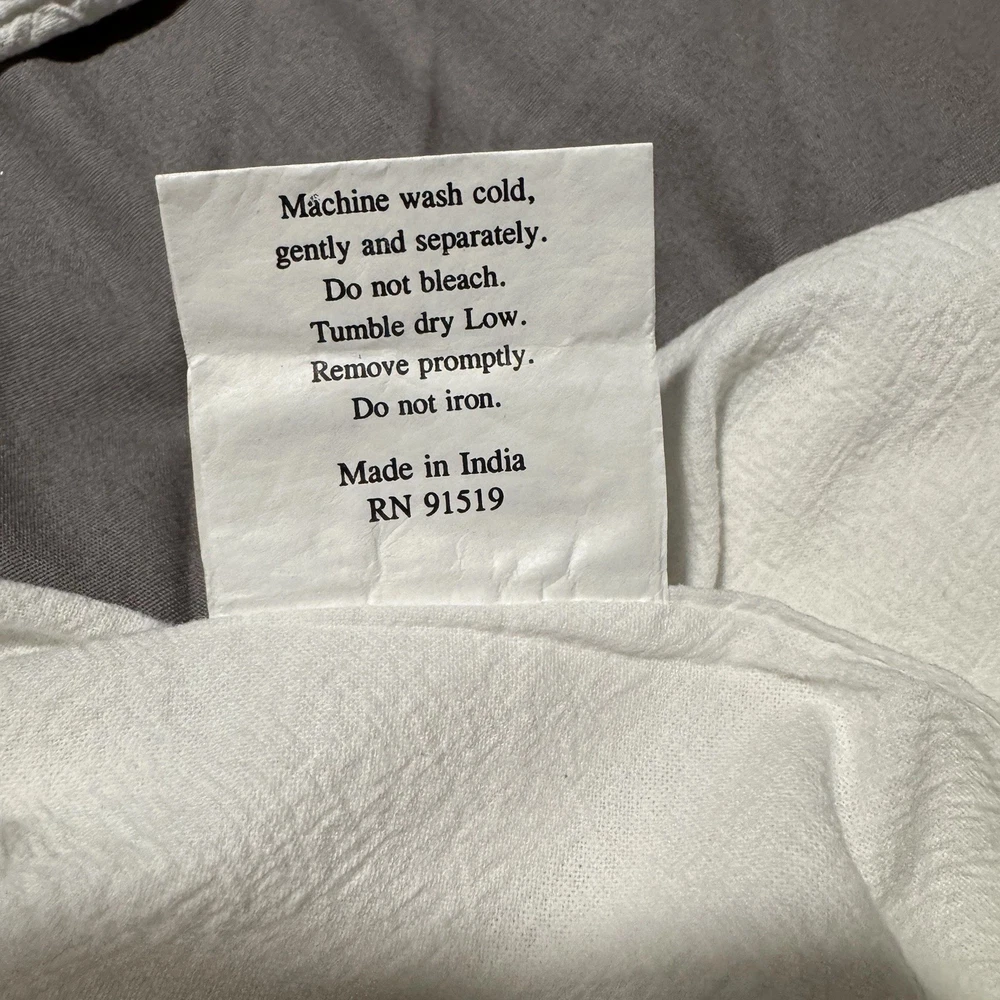 Machine wash cold,
gently and separately.
Do not bleach.
Tumble dry Low.
Remove promptly.
Do not iron.
Made in India
RN 91519